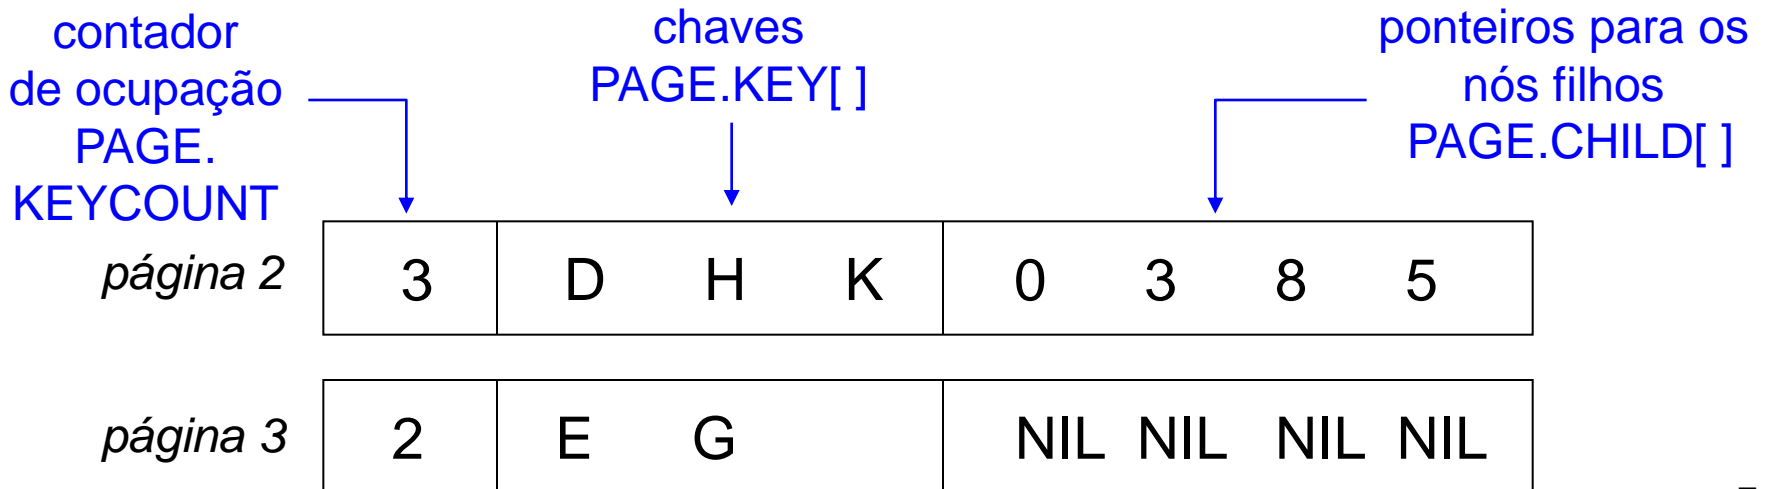 contador
de ocupação
PAGE.
KEYCOUNT
chaves
PAGE.KEY[ ]
ponteiros para os
nós filhos
PAGE.CHILD[ ]
página 2 3 D H K 0 3 8 5
página 3 2 E G NIL NIL NIL NIL